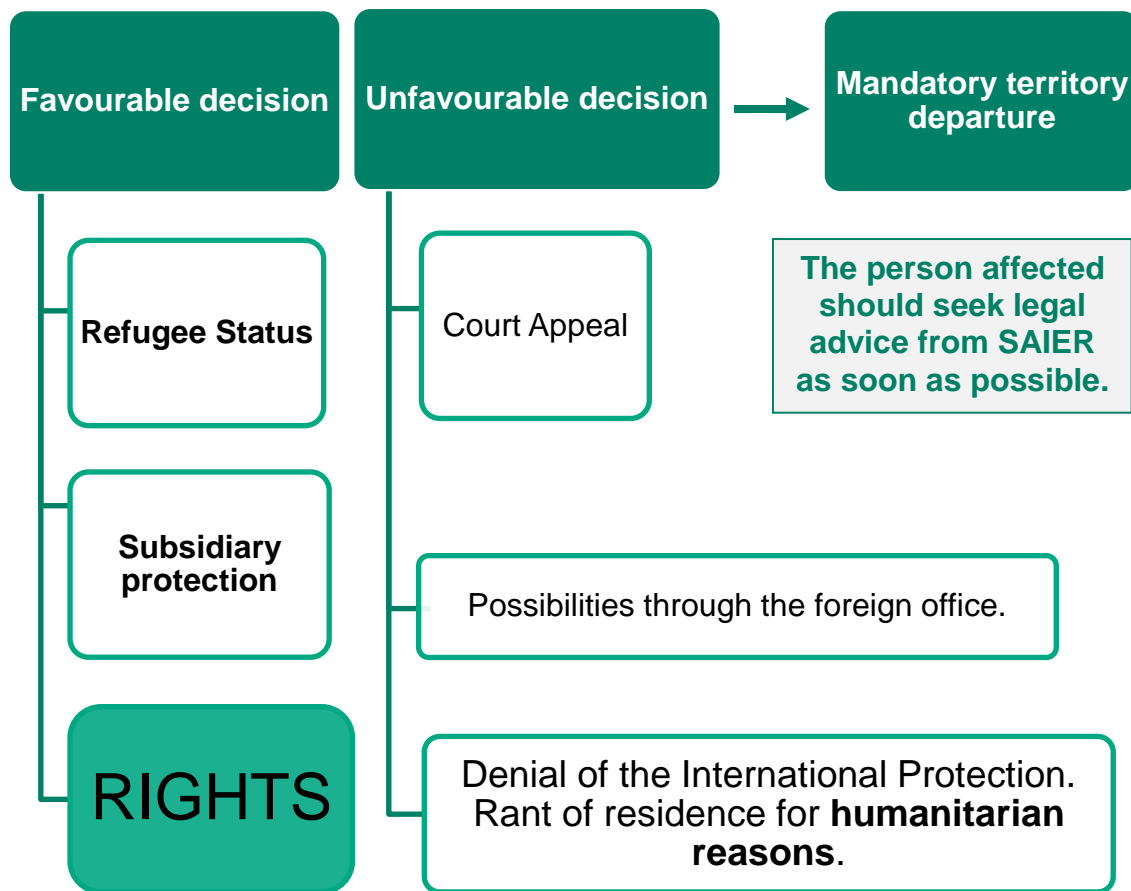 Favourable decision
Unfavourable decision
Mandatory territory
departure
Refugee Status
Court Appeal
The person affected
should seek legal
advice from SAIER
as soon as possible.
Subsidiary
protection
Possibilities through the foreign office.
RIGHTS
Denial of the International Protection.
Rant of residence for humanitarian
reasons.